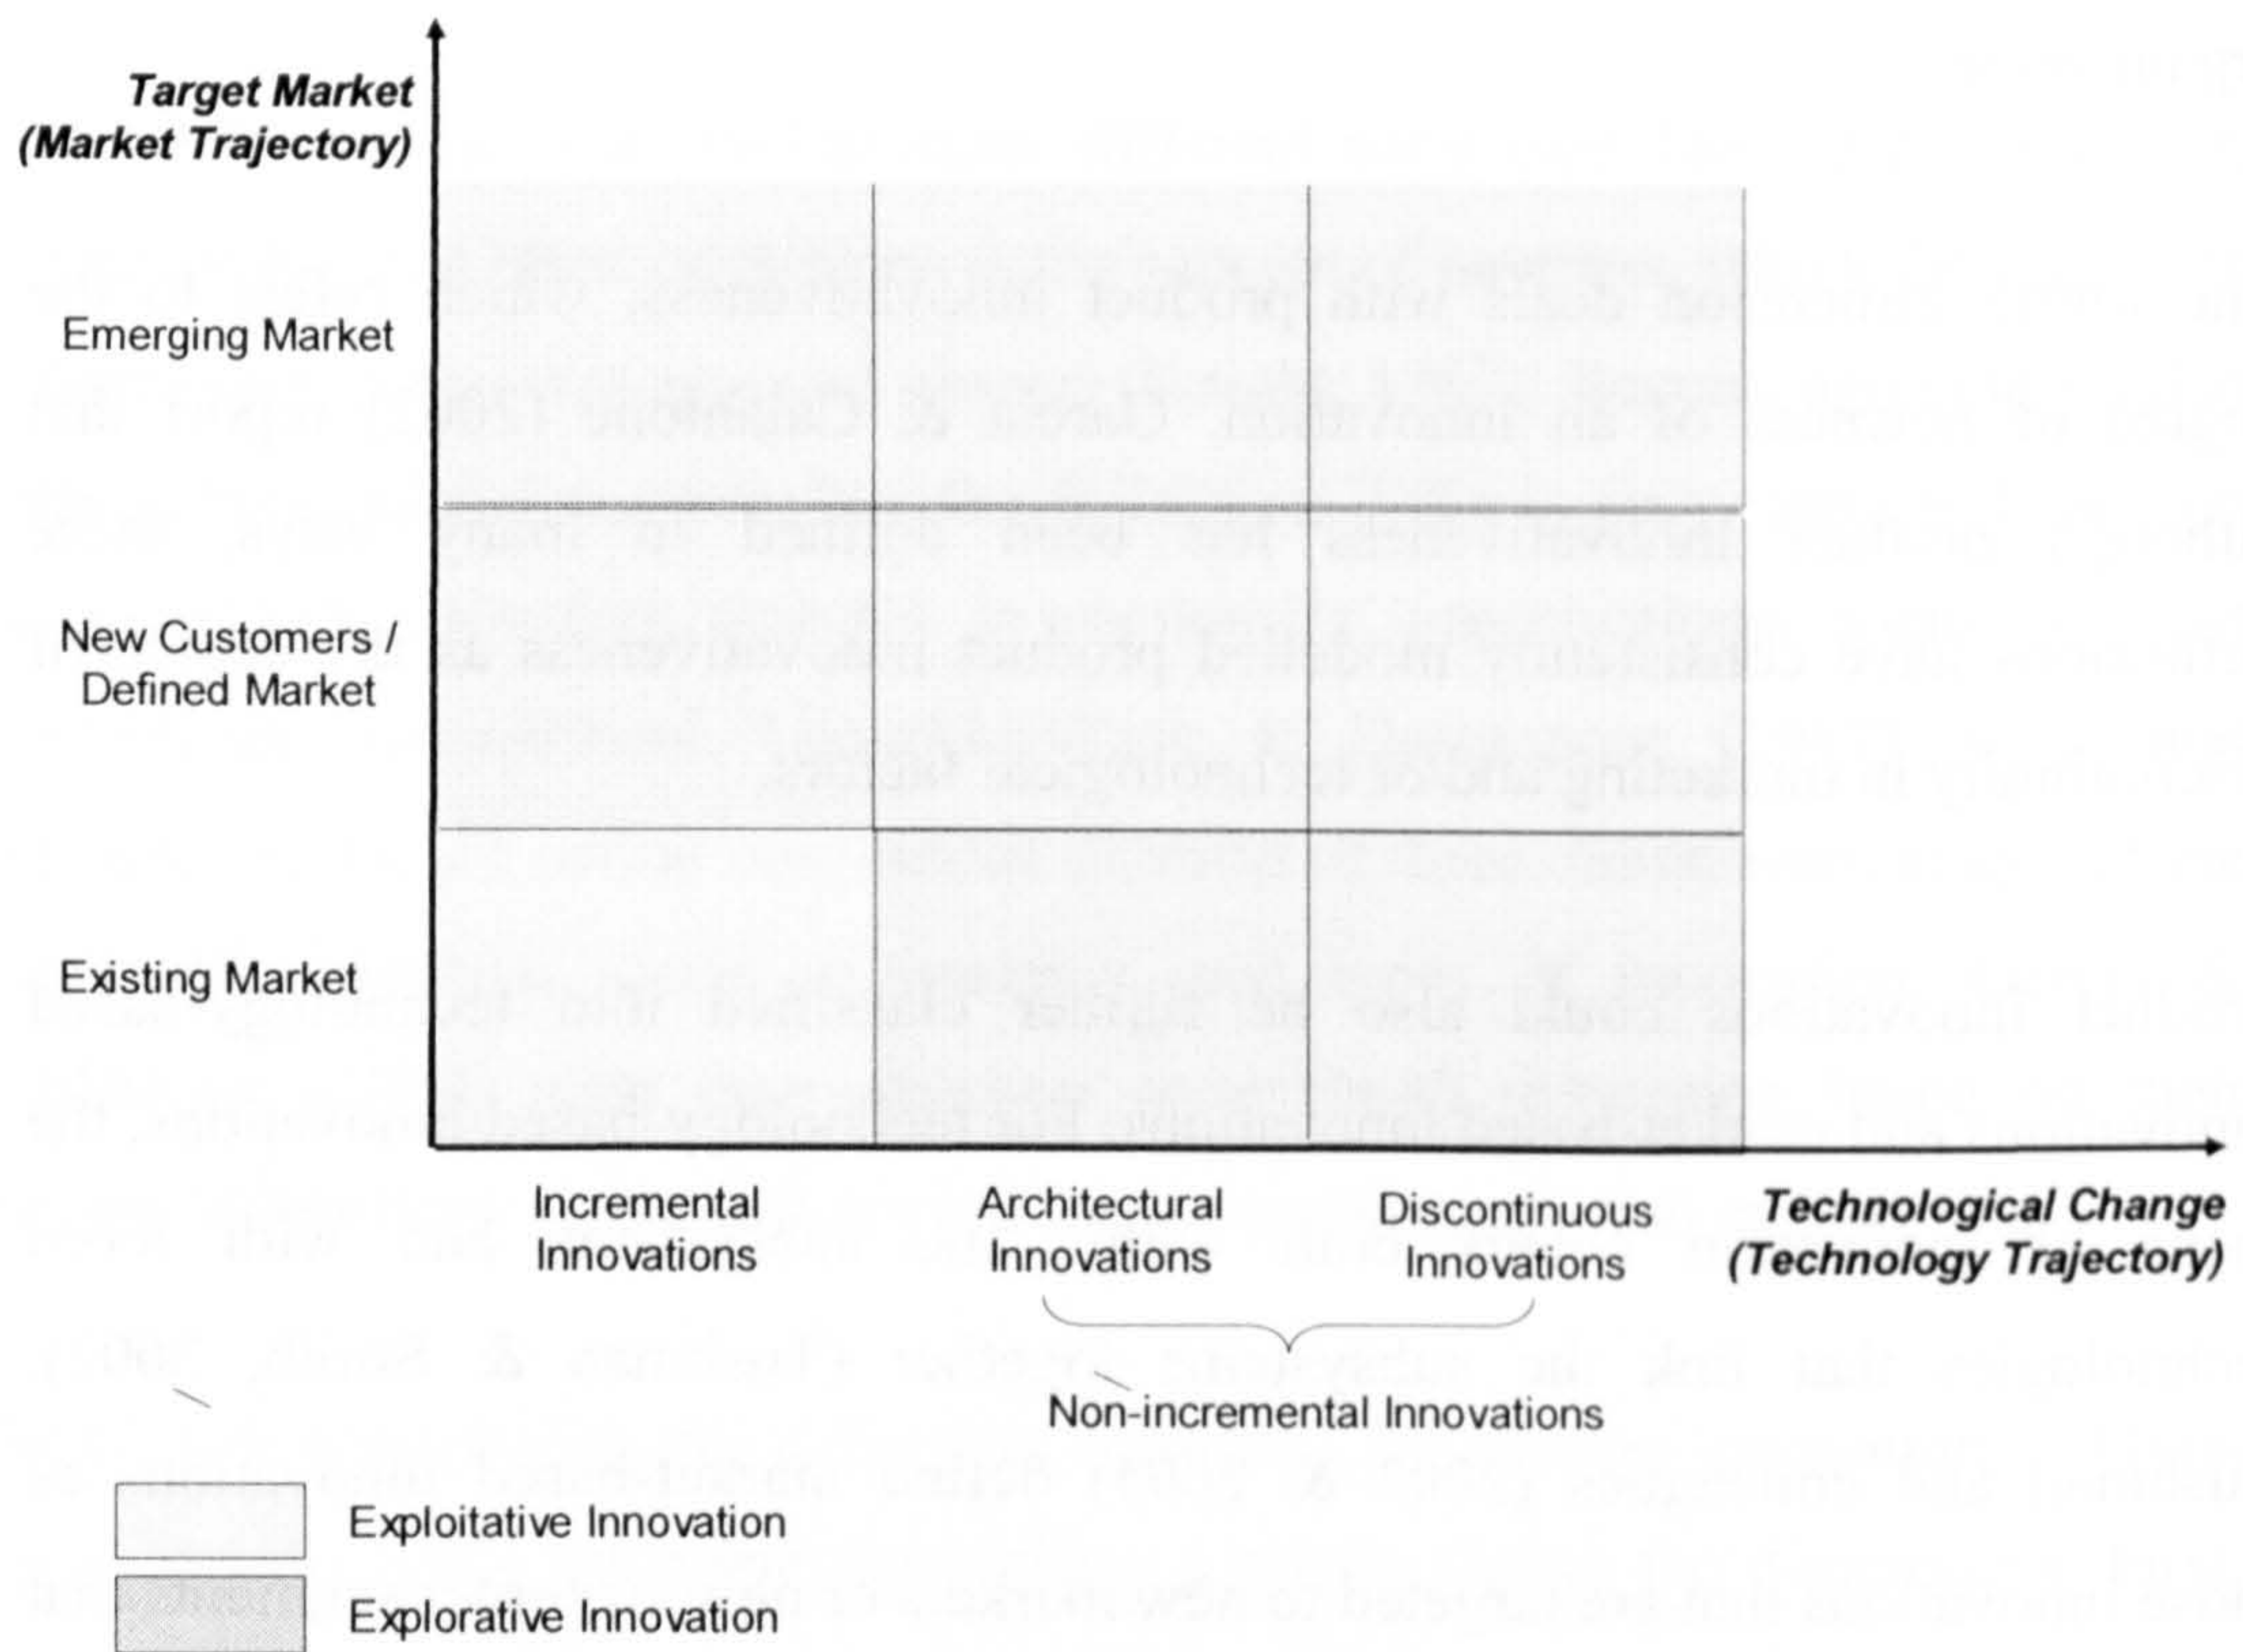 Target Market
(Market Trajectory)
Emerging Market
New Customers /
Defined Market
Existing Market
Incremental
Innovations
Architectural
Innovations
Discontinuous
Innovations
Technological Change
(Technology Trajectory)
Non-incremental Innovations
Exploitative Innovation
Explorative Innovation